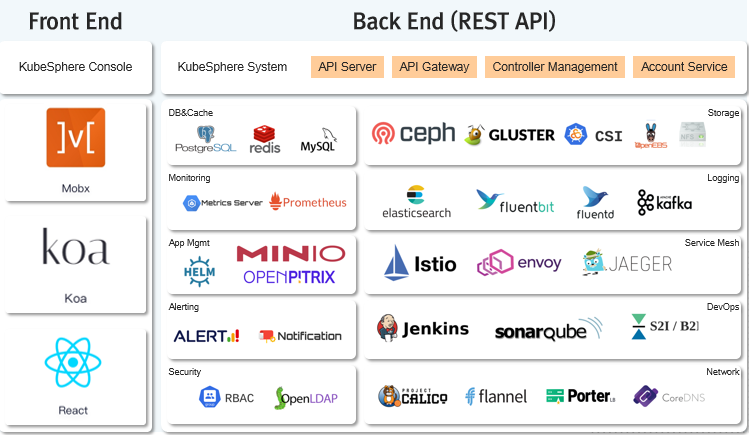 Front End
Back End (REST API)
KubeSphere Console
KubeSphere System
API Server
API Gateway
Controller Management
Account Service
]v[
Mobx
koa
Koa
React
DB&Cache
PostgreSQL
redis
MySQL
Storage
ceph
GLUSTER
CSI
OpenEBS
NFS
Monitoring
Metrics Server
Prometheus
Logging
elasticsearch
fluentbit
fluentd
kafka
App Mgmt
HELM
MINIO
OPENPITRIX
Service Mesh
Istio
envoy
JAEGER
Alerting
ALERT
Notification
DevOps
Jenkins
sonarqube
S2I / B2I
Security
RBAC
OpenLDAP
Network
PROJECT
CALICO
flannel
Porter LB
CoreDNS